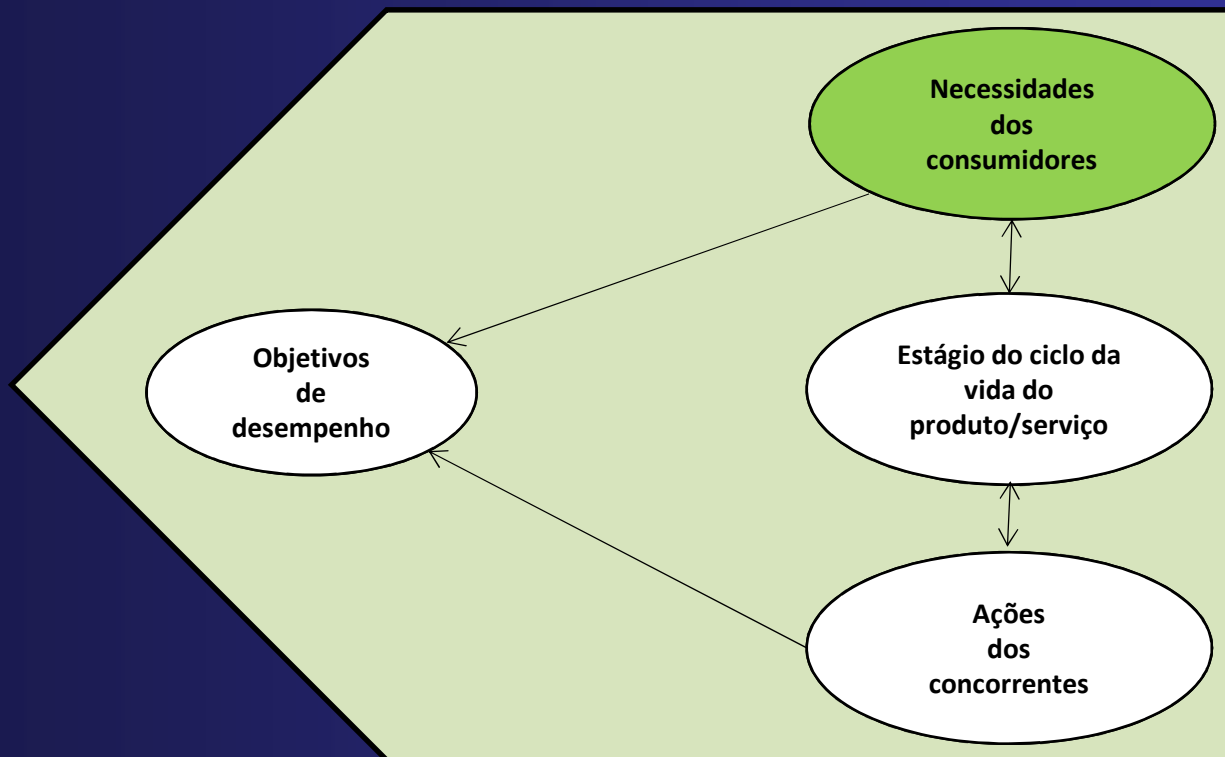 Necessidades
dos
consumidores
Objetivos
de
desempenho
Estágio do ciclo da
vida do
produto/serviço
Ações
dos
concorrentes